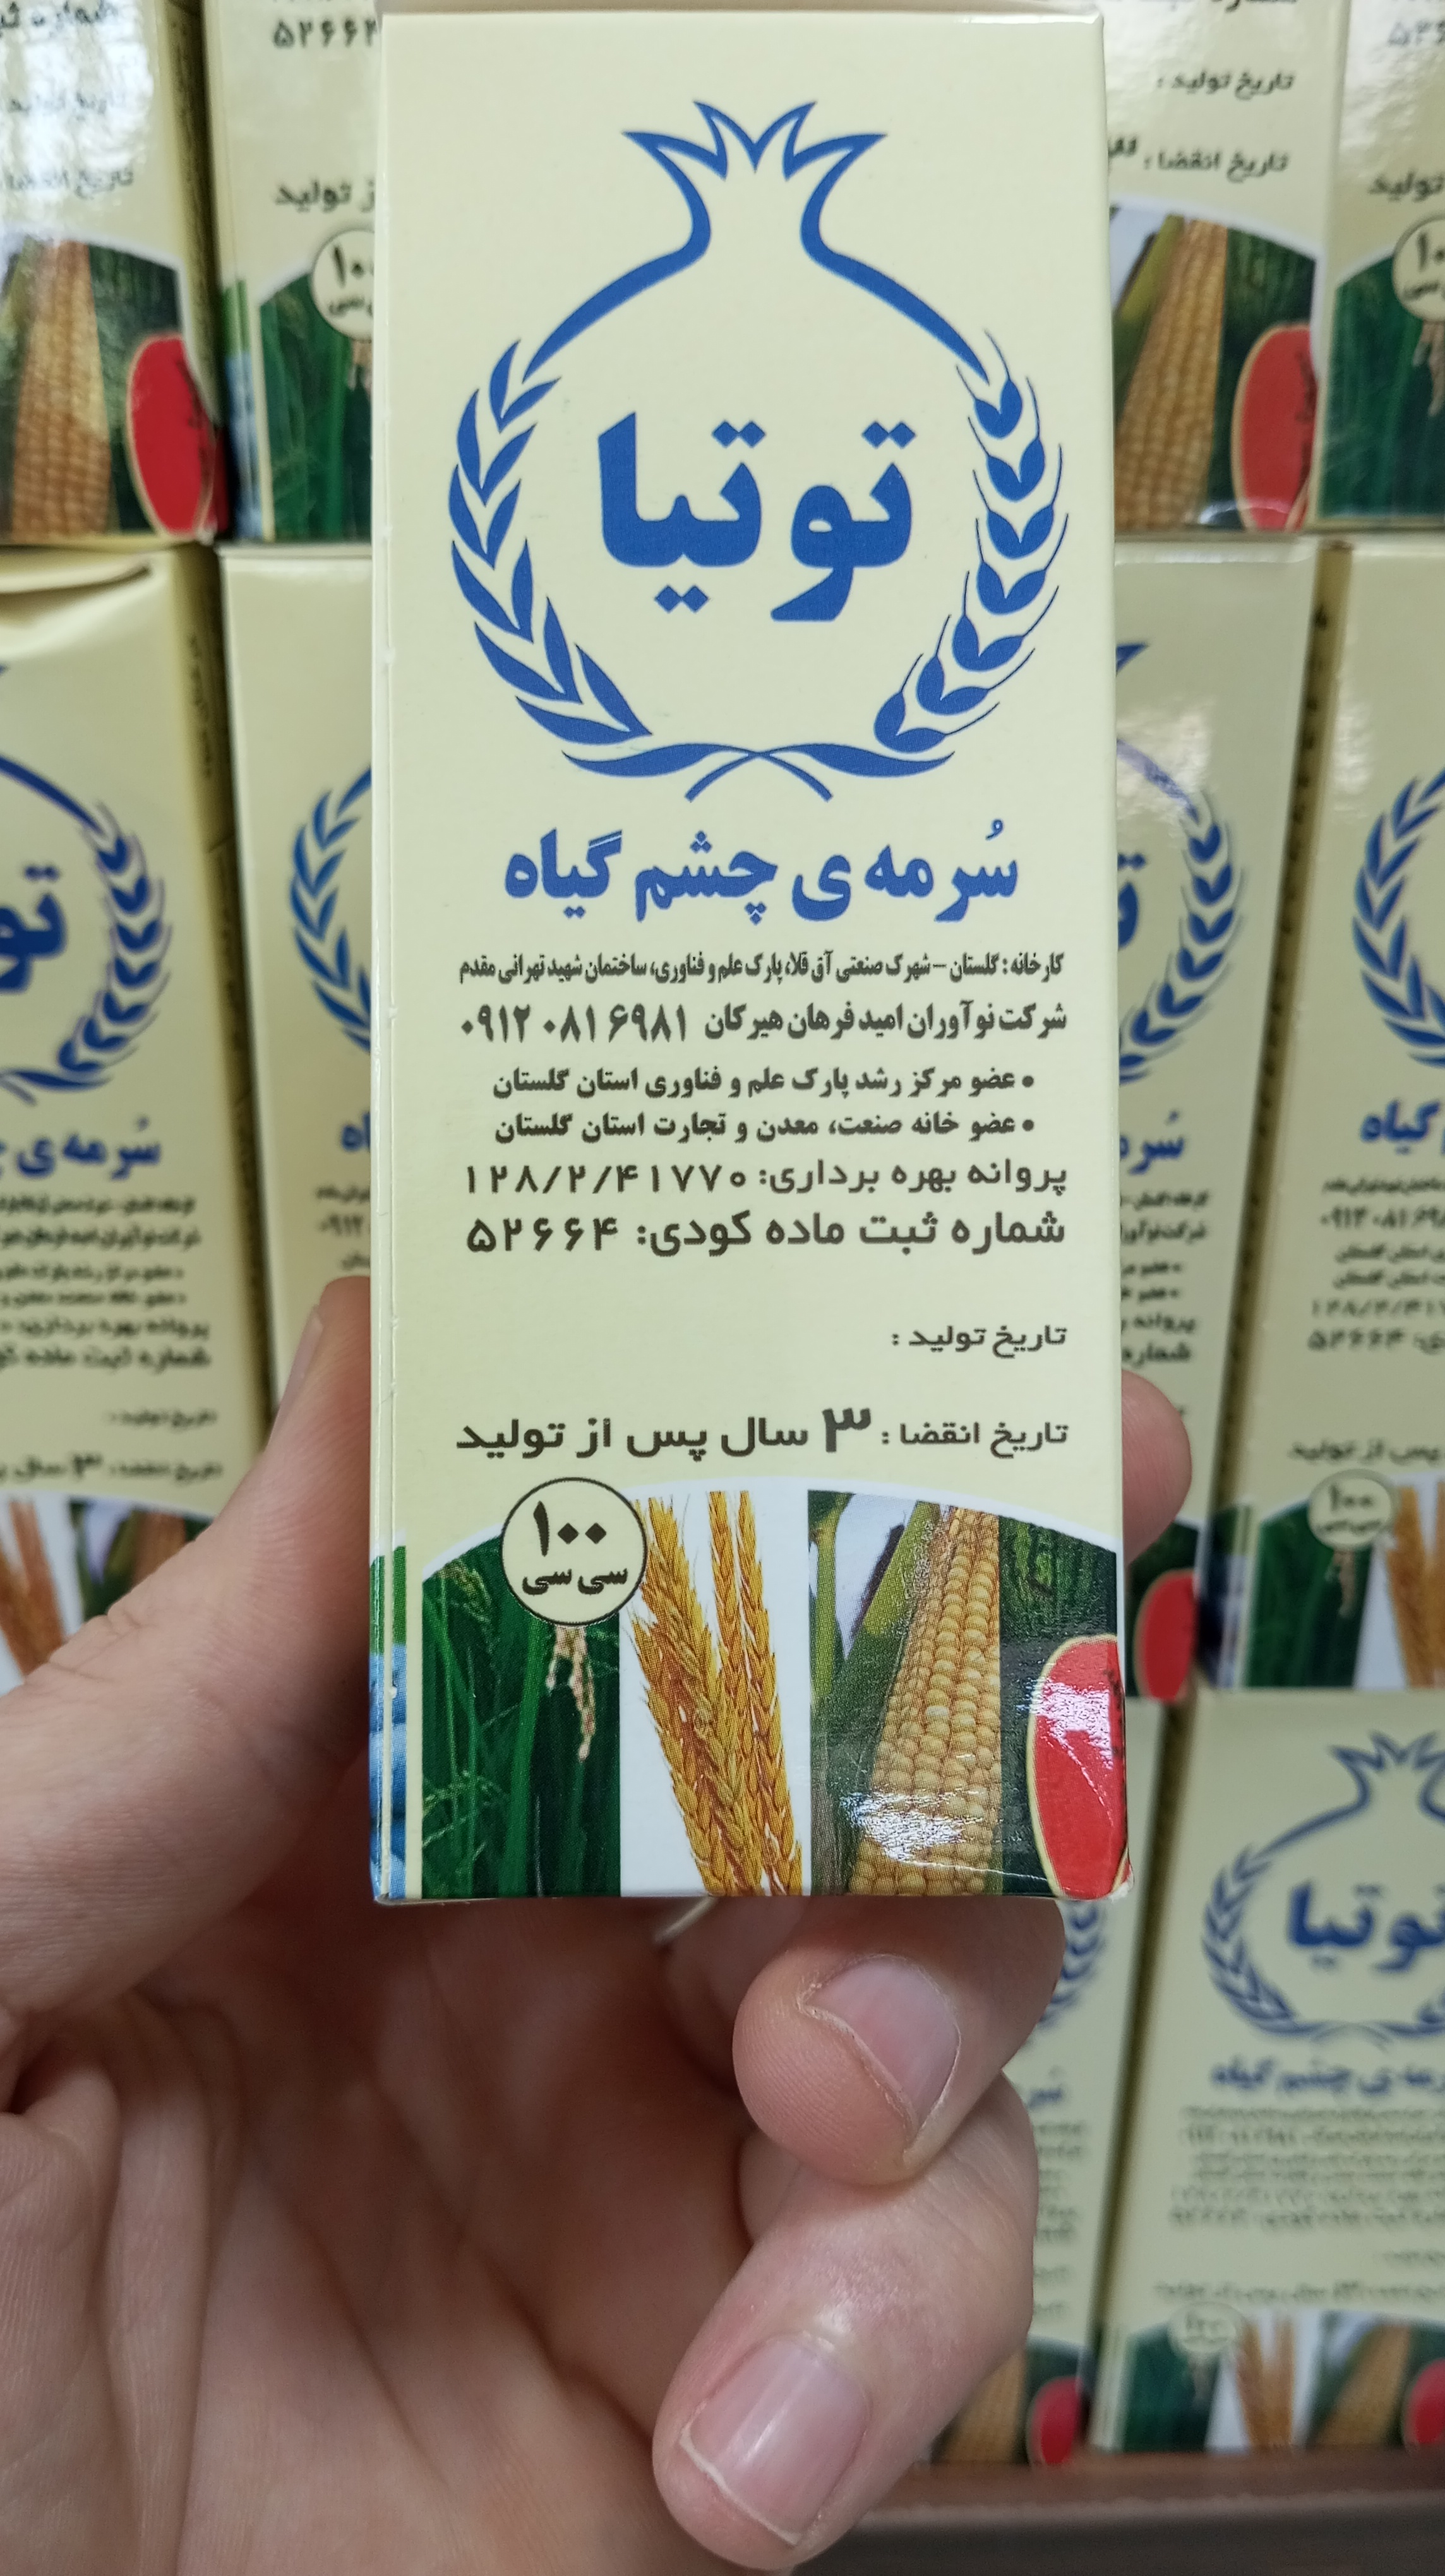 توتیا
سُرمه ی چشم گیاه
کارخانه : گلستان – شهرک صنعتی آق قلا، پارک علم و فناوری، ساختمان شهید تهرانی مقدم
شرکت نوآوران امید فرهان هیرکان ۰۹۱۲ ۰۸۱ ۶۹۸۱
• عضو مرکز رشد پارک علم و فناوری استان گلستان
• عضو خانه صنعت، معدن و تجارت استان گلستان
پروانه بهره برداری: ۱۲۸/۲/۴۱۷۷۰
شماره ثبت ماده کودی: ۵۲۶۶۴
تاریخ تولید :
تاریخ انقضا : ۳ سال پس از تولید
۱۰۰
سی سی